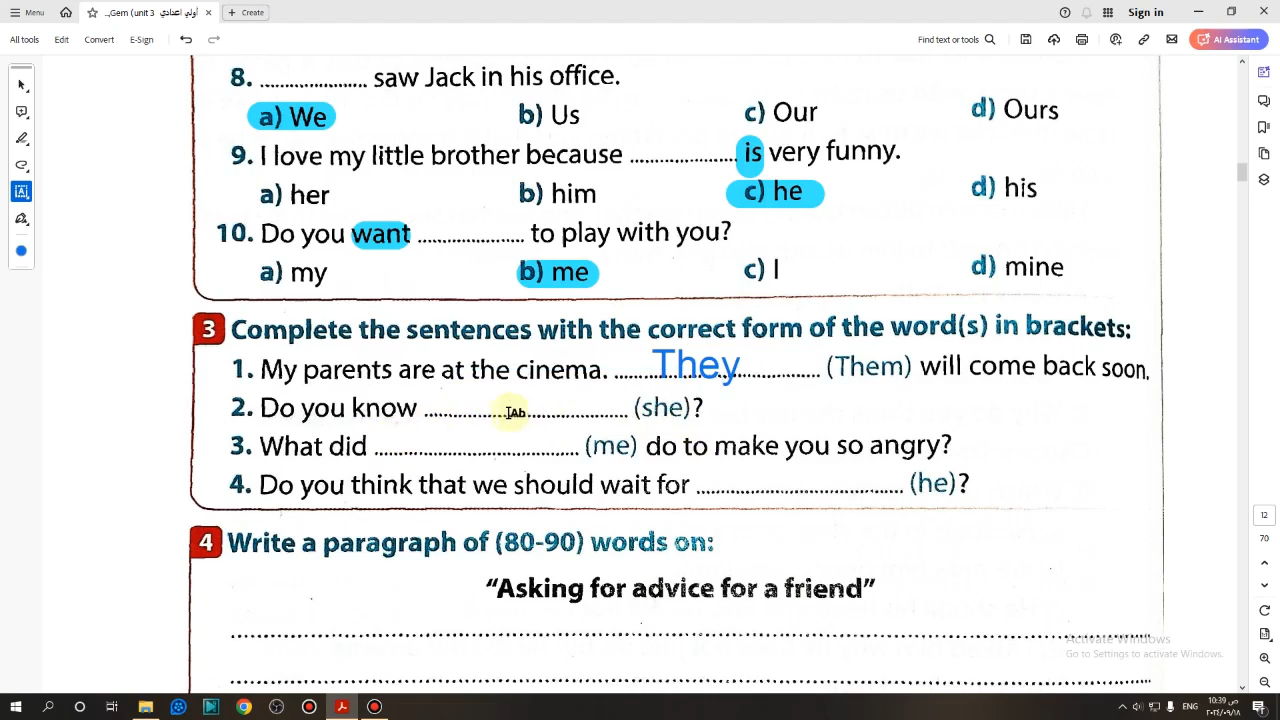 Menu
أولي اعدادي Gem (unit 3...
Create
Sign in
All tools Edit Convert E-Sign
Find text or tools
AI Assistant
8. .................... saw Jack in his office.
a) We b) Us c) Our d) Ours
9. I love my little brother because .................... is very funny.
a) her b) him c) he d) his
10. Do you want .................... to play with you?
a) my b) me c) I d) mine
3 Complete the sentences with the correct form of the word(s) in brackets:
1. My parents are at the cinema. ........They............... (Them) will come back soon.
2. Do you know ........................................ (she)?
3. What did ........................................ (me) do to make you so angry?
4. Do you think that we should wait for ........................................ (he)?
4 Write a paragraph of (80-90) words on:
“Asking for advice for a friend”
Activate Windows
Go to Settings to activate Windows.
12
70
10:39 ص